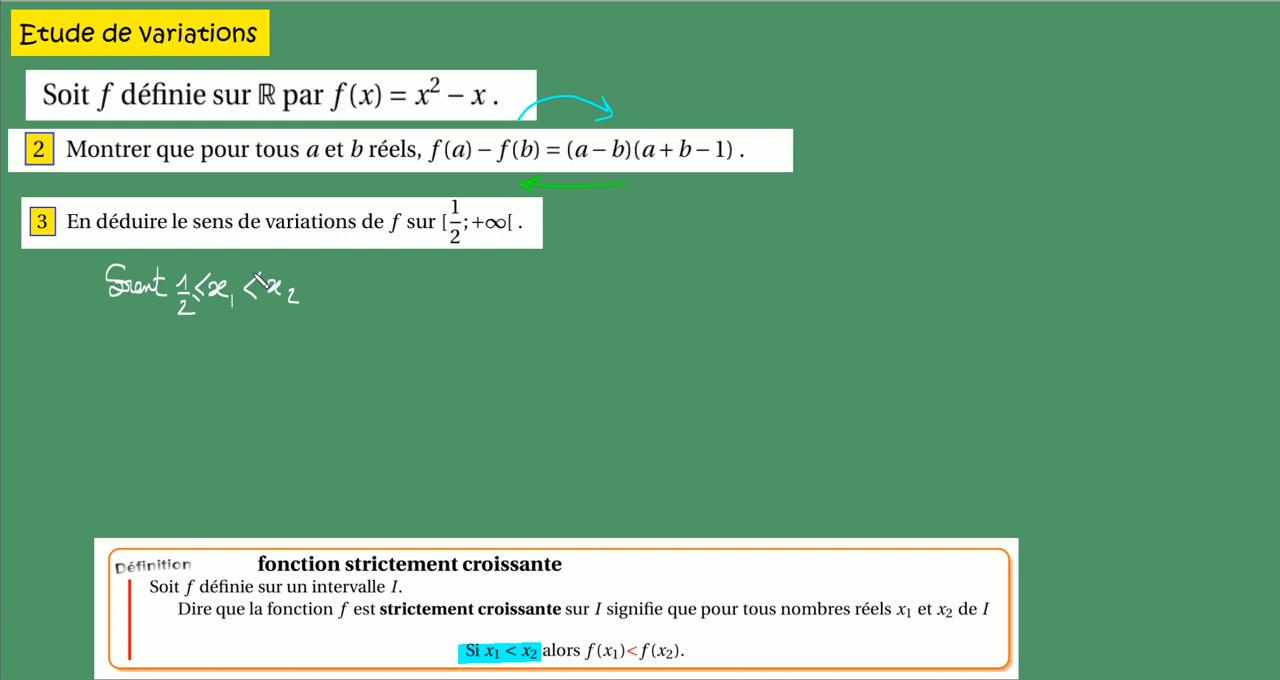 Etude de variations
Soit f définie sur ℝ par f(x) = x² − x .
2 Montrer que pour tous a et b réels, f(a) − f(b) = (a − b)(a + b − 1) .
3 En déduire le sens de variations de f sur [1/2 ; +∞[ .
Soient 1/2 ⩽ x₁ < x₂
Définition fonction strictement croissante
Soit f définie sur un intervalle I.
Dire que la fonction f est strictement croissante sur I signifie que pour tous nombres réels x₁ et x₂ de I
Si x₁ < x₂ alors f(x₁) < f(x₂).